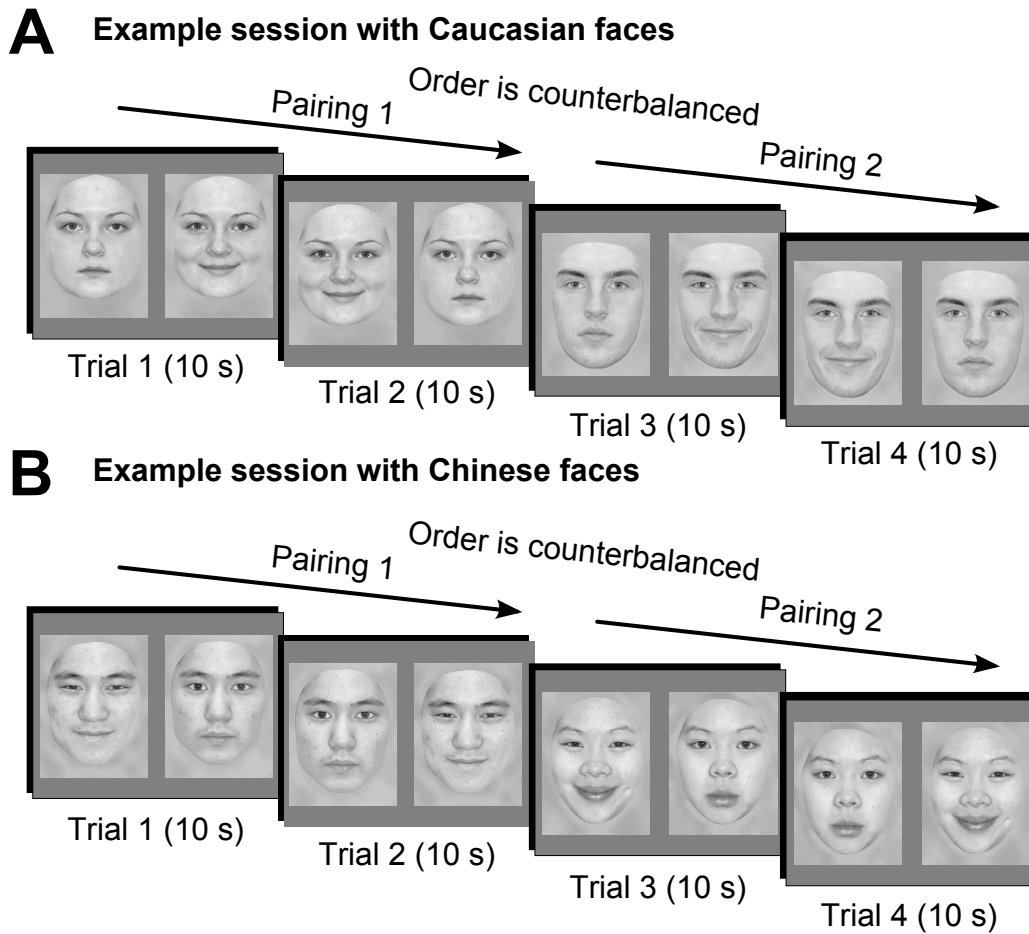 A Example session with Caucasian faces
Order is counterbalanced
Pairing 1
Pairing 2
Trial 1 (10 s)
Trial 2 (10 s)
Trial 3 (10 s)
Trial 4 (10 s)
B Example session with Chinese faces
Order is counterbalanced
Pairing 1
Pairing 2
Trial 1 (10 s)
Trial 2 (10 s)
Trial 3 (10 s)
Trial 4 (10 s)